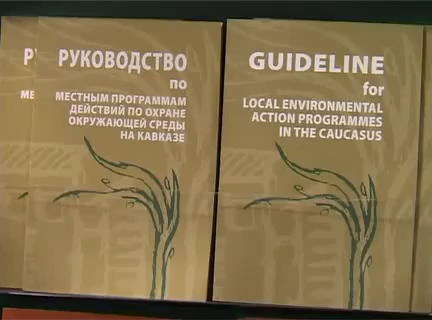 РУКОВОДСТВО
по
МЕСТНЫМ ПРОГРАММАМ
ДЕЙСТВИЙ ПО ОХРАНЕ
ОКРУЖАЮЩЕЙ СРЕДЫ
НА КАВКАЗЕ
GUIDELINE
for
LOCAL ENVIRONMENTAL
ACTION PROGRAMMES
IN THE CAUCASUS